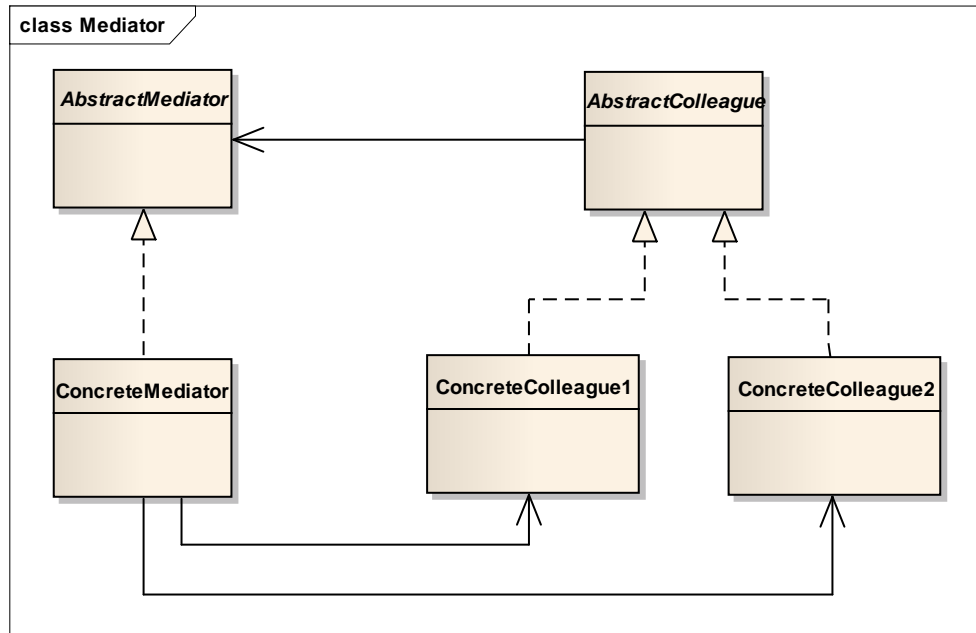 class Mediator
AbstractMediator
AbstractColleague
ConcreteMediator
ConcreteColleague1
ConcreteColleague2